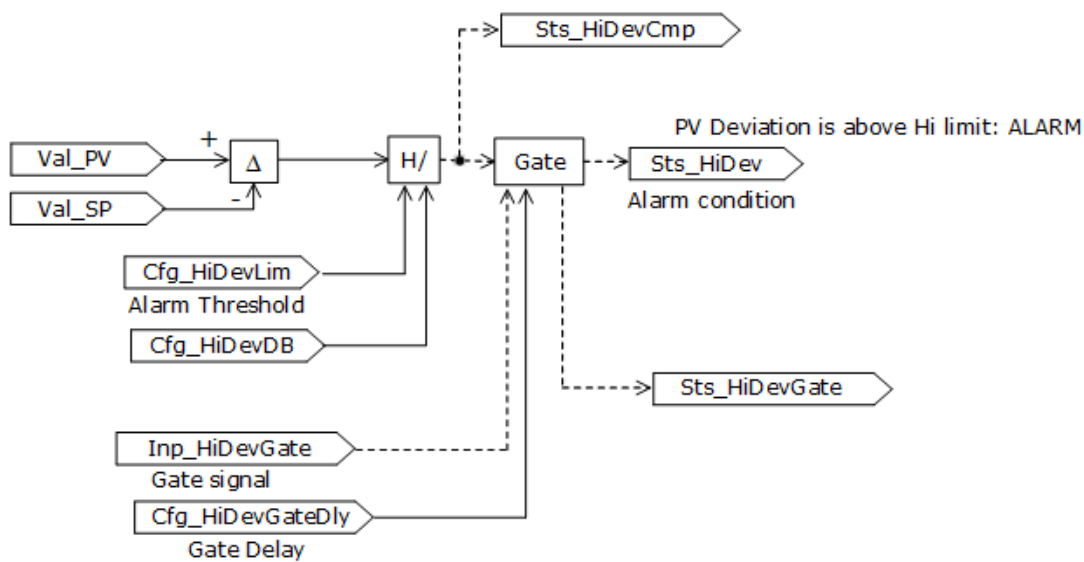 Sts_HiDevCmp
PV Deviation is above Hi limit: ALARM
+
Val_PV
Δ
H/
Gate
Sts_HiDev
-
Val_SP
Alarm condition
Cfg_HiDevLim
Alarm Threshold
Cfg_HiDevDB
Sts_HiDevGate
Inp_HiDevGate
Gate signal
Cfg_HiDevGateDly
Gate Delay